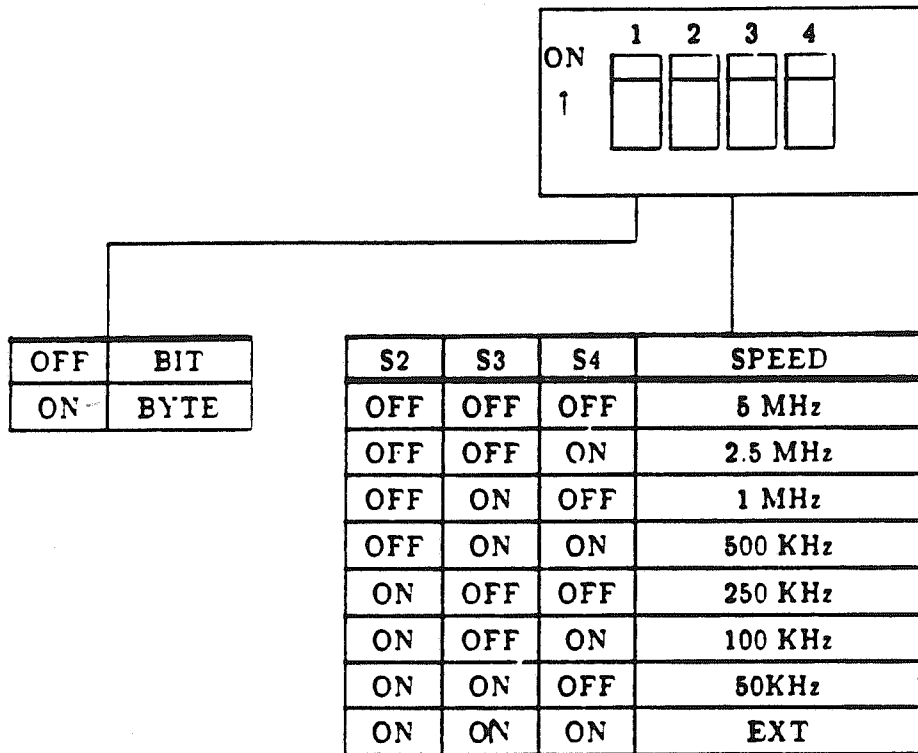 1 2 3 4
ON
↑
OFF BIT
ON BYTE
S2 S3 S4 SPEED
OFF OFF OFF 5 MHz
OFF OFF ON 2.5 MHz
OFF ON OFF 1 MHz
OFF ON ON 500 KHz
ON OFF OFF 250 KHz
ON OFF ON 100 KHz
ON ON OFF 50KHz
ON ON ON EXT